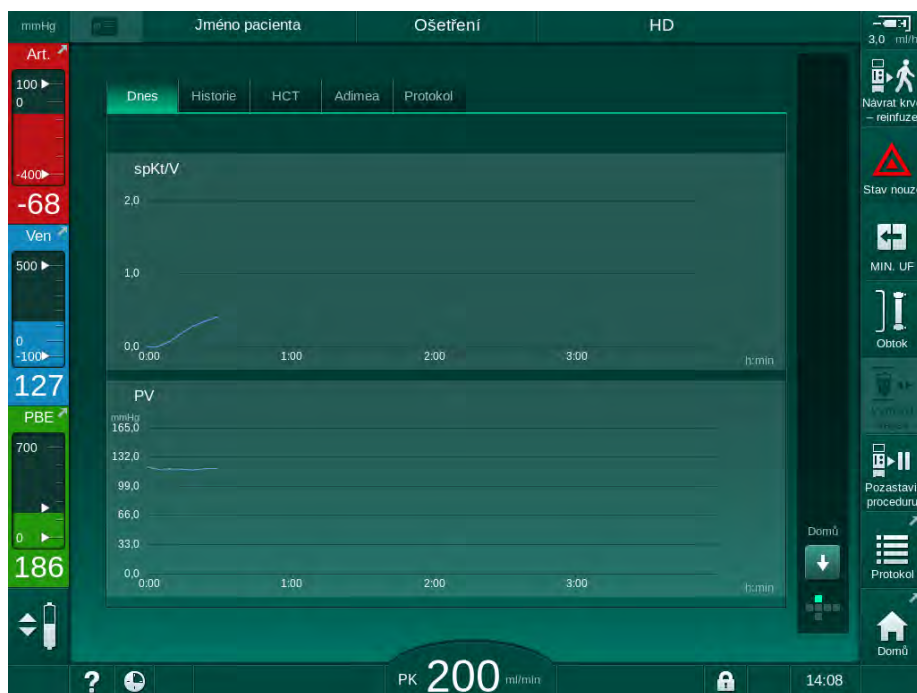 mmHg
Jméno pacienta
Ošetření
HD
3,0 ml/h
Art.
100
0
-400
-68
Ven
500
0
-100
127
PBE
700
0
186
Dnes
Historie
HCT
Adimea
Protokol
spKt/V
2,0
1,0
0,0
0:00
1:00
2:00
3:00
h:min
PV
mmHg
165,0
132,0
99,0
66,0
33,0
0,0
0:00
1:00
2:00
3:00
h:min
Domů
Návrat krve
– reinfuze
Stav nouze
MIN. UF
Obtok
Pozastavi
proceduru
Protokol
Domů
?
PK 200 ml/min
14:08